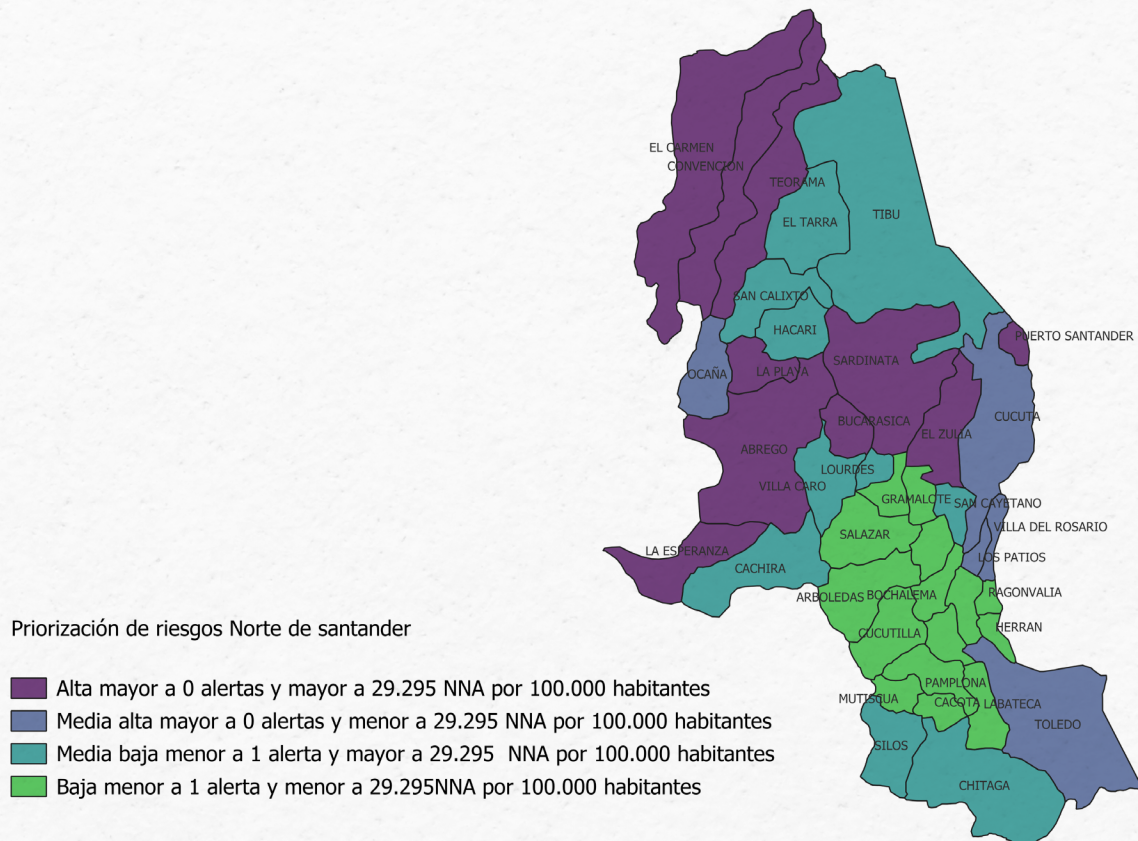 EL CARMEN
CONVENCION
TEORAMA
EL TARRA
TIBU
SAN CALIXTO
HACARI
PUERTO SANTANDER
SARDINATA
LA PLAYA
OCAÑA
CUCUTA
BUCARASICA
EL ZULIA
ABREGO
LOURDES
VILLA CARO
GRAMALOTE
SAN CAYETANO
VILLA DEL ROSARIO
SALAZAR
LA ESPERANZA
LOS PATIOS
CACHIRA
ARBOLEDAS
BOCHALEMA
RAGONVALIA
HERRAN
CUCUTILLA
PAMPLONA
MUTISCUA
CACOTA
LABATECA
TOLEDO
SILOS
CHITAGA
Priorización de riesgos Norte de santander
Alta mayor a 0 alertas y mayor a 29.295 NNA por 100.000 habitantes
Media alta mayor a 0 alertas y menor a 29.295 NNA por 100.000 habitantes
Media baja menor a 1 alerta y mayor a 29.295 NNA por 100.000 habitantes
Baja menor a 1 alerta y menor a 29.295NNA por 100.000 habitantes